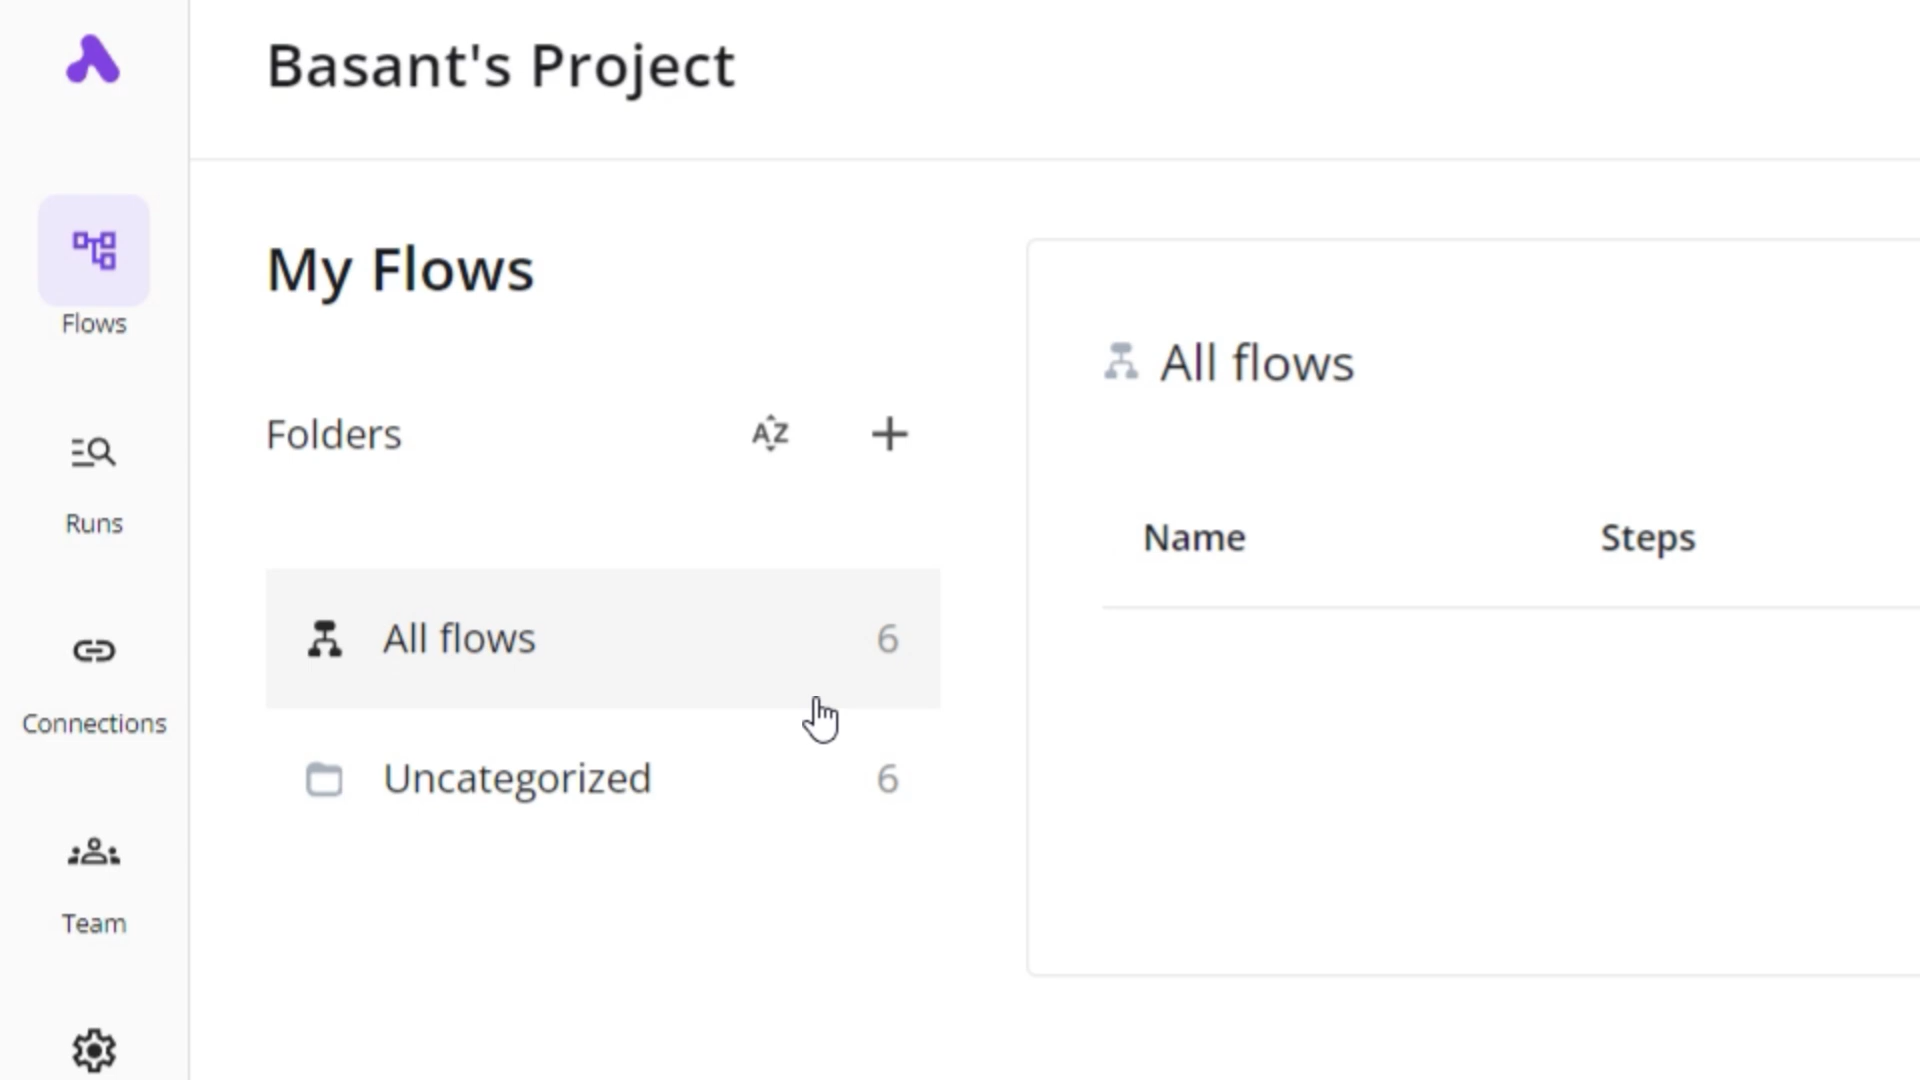 Basant's Project
Flows
Runs
Connections
Team
My Flows
Folders
AZ
All flows 6
Uncategorized 6
All flows
Name Steps